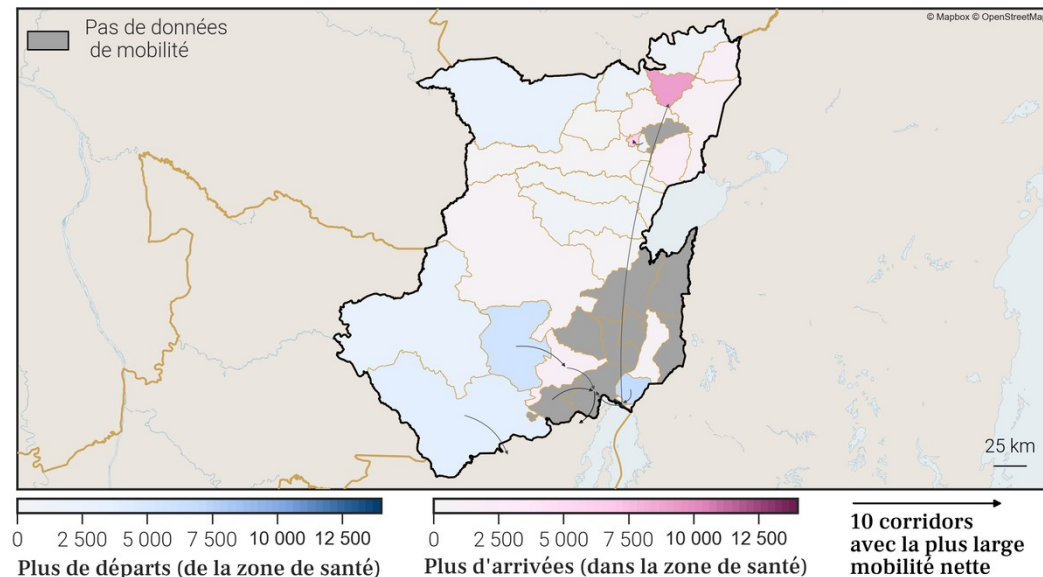 © Mapbox © OpenStreetMap
Pas de données
de mobilité
25 km
0 2 500 5 000 7 500 10 000 12 500
Plus de départs (de la zone de santé)
0 2 500 5 000 7 500 10 000 12 500
Plus d'arrivées (dans la zone de santé)
10 corridors
avec la plus large
mobilité nette